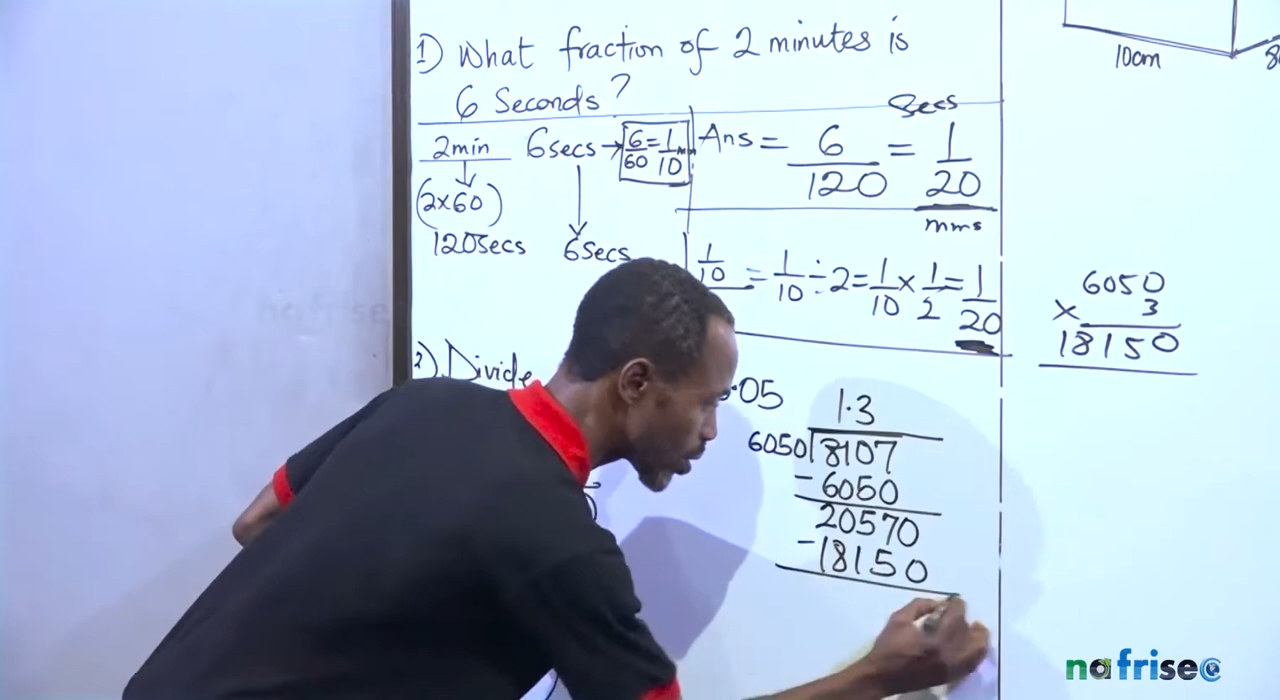 1) What fraction of 2 minutes is
6 Seconds?
2min 6secs → 6/60 = 1/10
(2×60)
120secs 6secs
Ans = 6/120 = 1/20
Secs
mms
1/10 = 1/10 ÷ 2 = 1/10 × 1/2 = 1/20
2). Divide
.05
1.3
6050 8107
- 6050
20570
- 18150
10cm
6050
× 3
18150
nafrisec